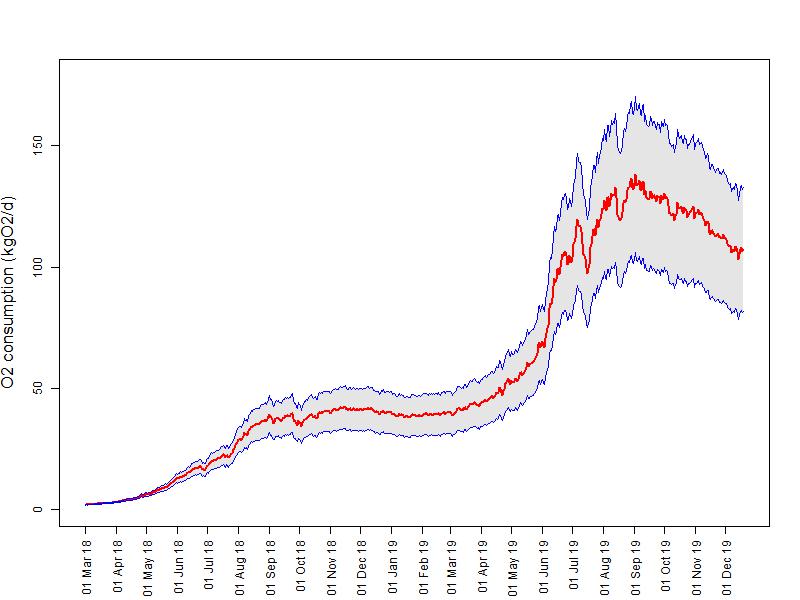 O2 consumption (kgO2/d)
150
100
50
0
01 Mar 18
01 Apr 18
01 May 18
01 Jun 18
01 Jul 18
01 Aug 18
01 Sep 18
01 Oct 18
01 Nov 18
01 Dec 18
01 Jan 19
01 Feb 19
01 Mar 19
01 Apr 19
01 May 19
01 Jun 19
01 Jul 19
01 Aug 19
01 Sep 19
01 Oct 19
01 Nov 19
01 Dec 19